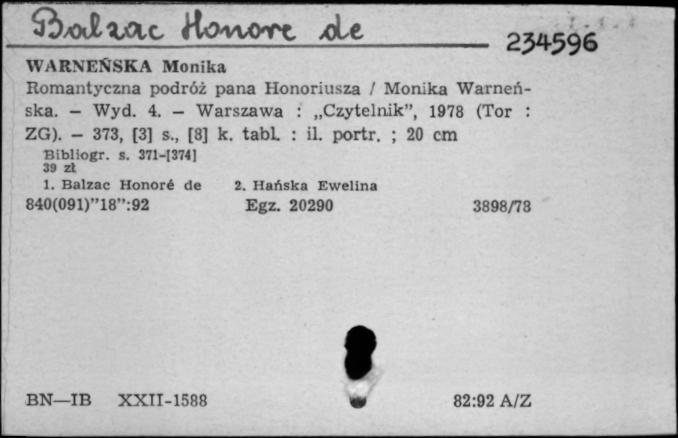 Balzac Honore de
234596
WARNEŃSKA Monika
Romantyczna podróż pana Honoriusza / Monika Warneń-
ska. — Wyd. 4. — Warszawa : „Czytelnik”, 1978 (Tor :
ZG). — 373, [3] s., [8] k. tabl. : il. portr. ; 20 cm
Bibliogr. s. 371-[374]
39 zł
1. Balzac Honoré de 2. Hańska Ewelina
840(091)”18”:92 Egz. 20290 3898/78
BN—IB XXII-1588 82:92 A/Z